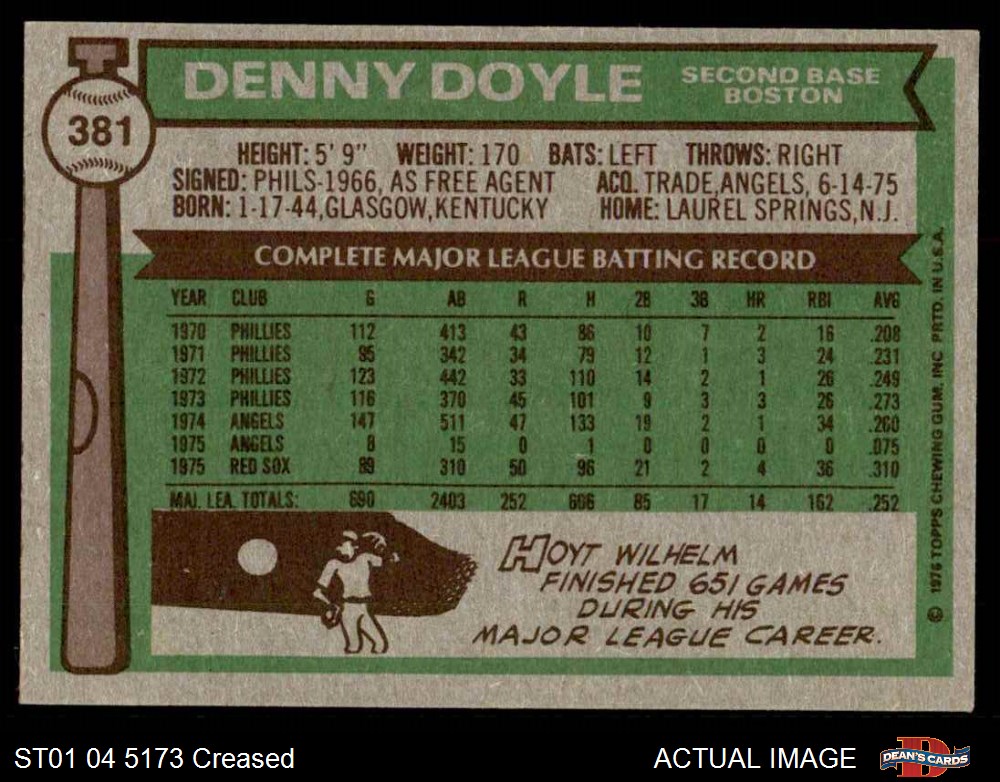 381
DENNY DOYLE
SECOND BASE
BOSTON
HEIGHT: 5' 9" WEIGHT: 170 BATS: LEFT THROWS: RIGHT
SIGNED: PHILS-1966, AS FREE AGENT ACQ. TRADE, ANGELS, 6-14-75
BORN: 1-17-44, GLASGOW, KENTUCKY HOME: LAUREL SPRINGS, N.J.
COMPLETE MAJOR LEAGUE BATTING RECORD
YEAR CLUB G AB R H 2B 3B HR RBI AVG
1970 PHILLIES 112 413 43 86 10 7 2 16 .208
1971 PHILLIES 95 342 34 79 12 1 3 24 .231
1972 PHILLIES 123 442 33 110 14 2 1 26 .249
1973 PHILLIES 116 370 45 101 9 3 3 26 .273
1974 ANGELS 147 511 47 133 19 2 1 34 .260
1975 ANGELS 8 15 0 1 0 0 0 0 .075
1975 RED SOX 89 310 50 96 21 2 4 36 .310
MAJ. LEA. TOTALS: 690 2403 252 606 85 17 14 162 .252
HOYT WILHELM
FINISHED 651 GAMES
DURING HIS
MAJOR LEAGUE CAREER.
© 1976 TOPPS CHEWING GUM, INC PRTD. IN U.S.A.
ST01 04 5173 Creased
ACTUAL IMAGE
DEAN'S CARDS